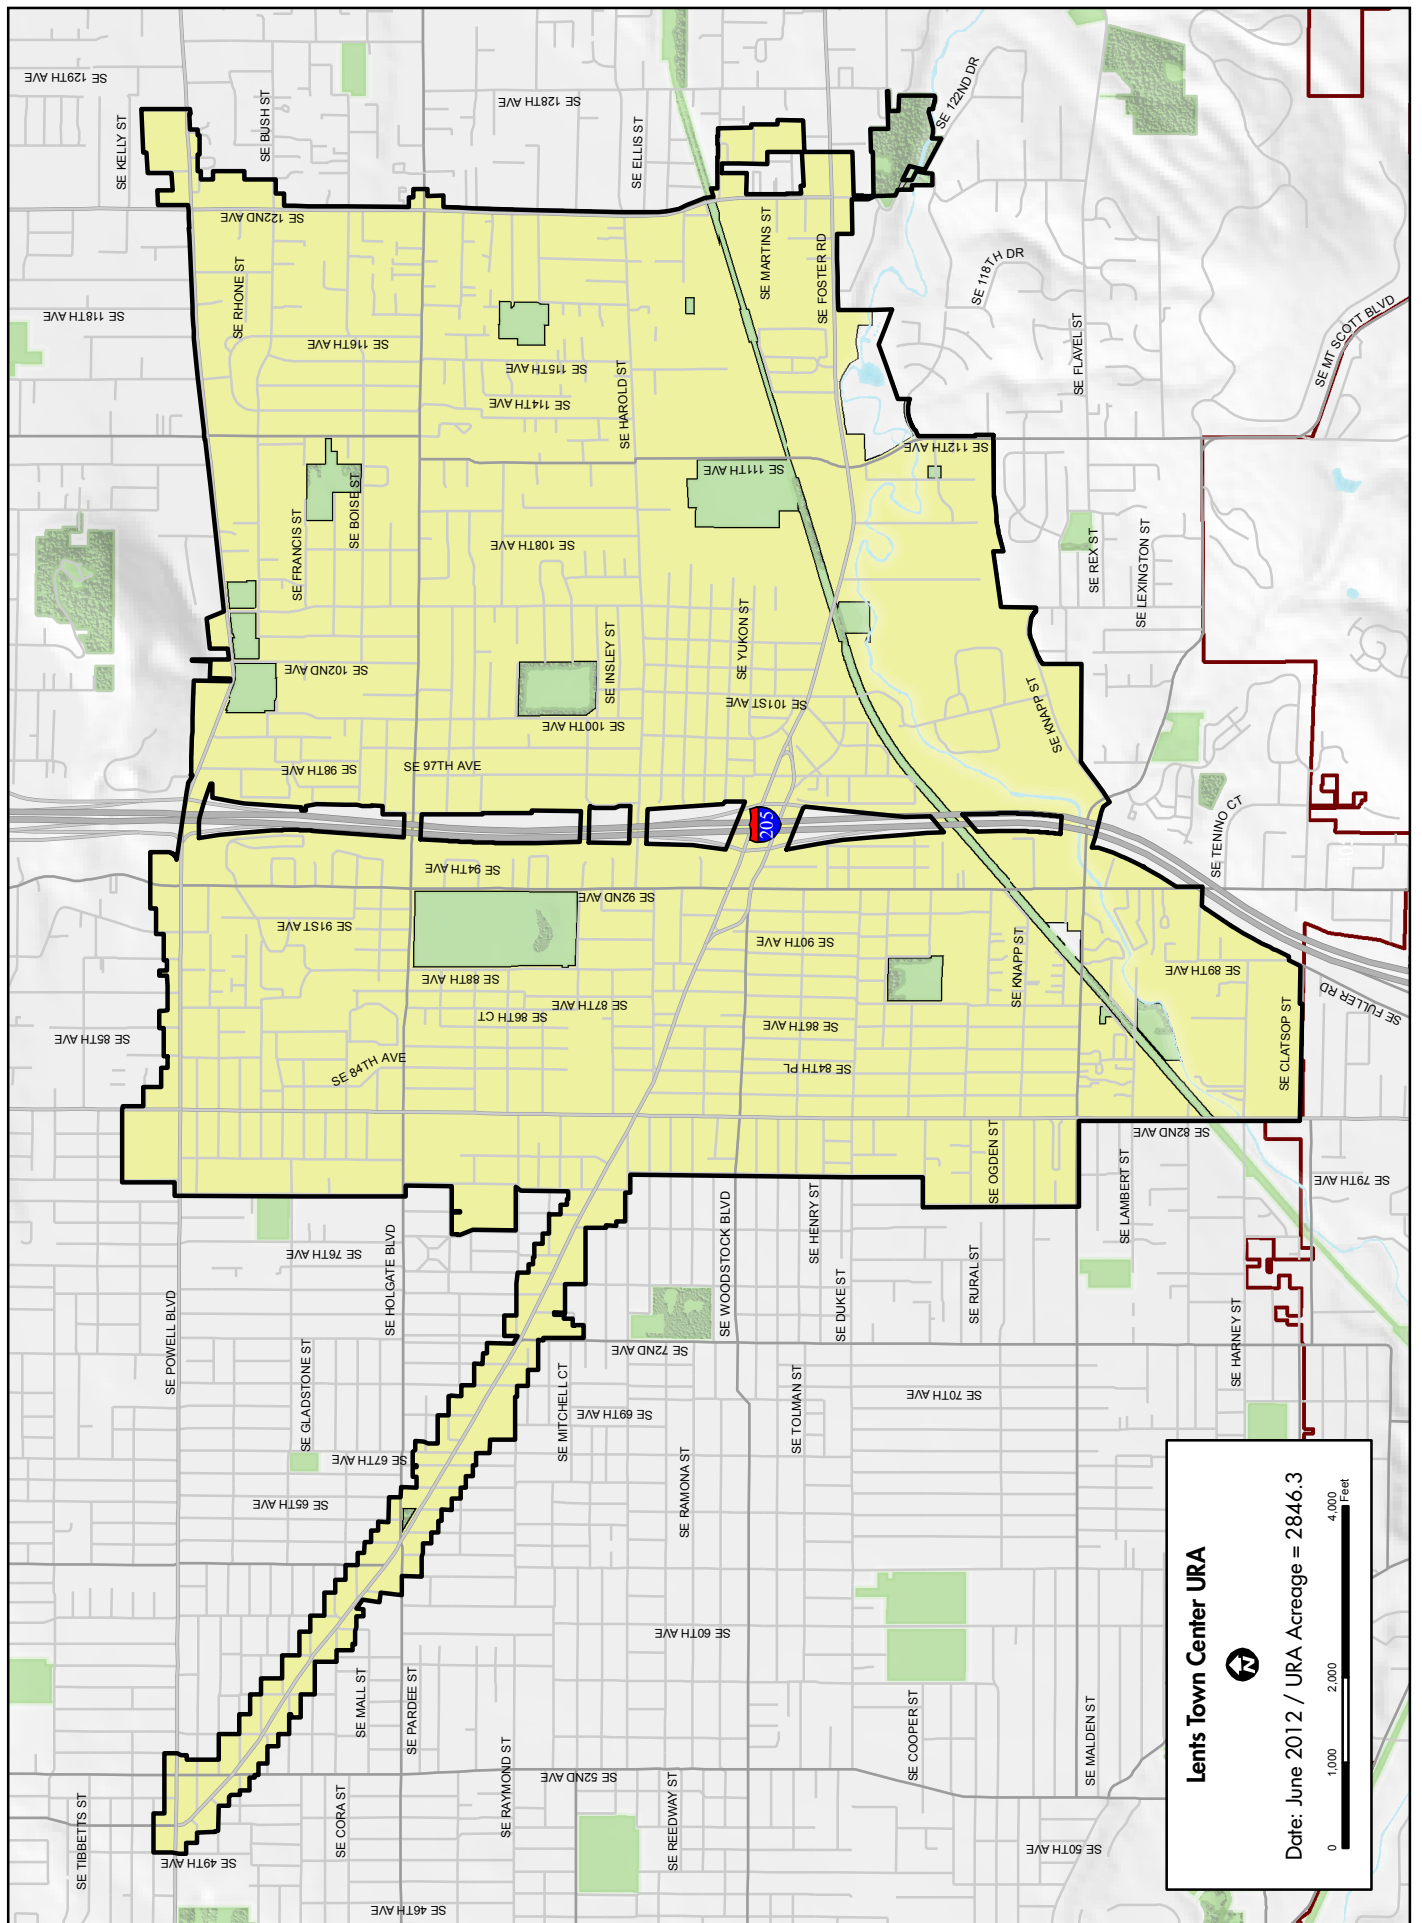 SE 129TH AVE
SE KELLY ST
SE BUSH ST
SE 128TH AVE
SE ELLIS ST
SE 122ND DR
SE 122ND AVE
SE MARTINS ST
SE FOSTER RD
SE 118TH DR
SE 118TH AVE
SE RHONE ST
SE 116TH AVE
SE 115TH AVE
SE 114TH AVE
SE HAROLD ST
SE FLAVEL ST
SE MT SCOTT BLVD
SE 112TH AVE
SE 111TH AVE
SE FRANCIS ST
SE BOISE ST
SE 108TH AVE
SE REX ST
SE LEXINGTON ST
SE INSLEY ST
SE YUKON ST
SE 102ND AVE
SE 101ST AVE
SE 100TH AVE
SE KNAPP ST
SE 98TH AVE
SE 97TH AVE
205
SE TENINO CT
SE 94TH AVE
SE 92ND AVE
SE 91ST AVE
SE 90TH AVE
SE 88TH AVE
SE KNAPP ST
SE 89TH AVE
SE 87TH AVE
SE 86TH CT
SE 86TH AVE
SE FULLER RD
SE CLATSOP ST
SE 85TH AVE
SE 84TH AVE
SE 84TH PL
SE 82ND AVE
SE OGDEN ST
SE LAMBERT ST
SE 79TH AVE
SE 76TH AVE
SE HOLGATE BLVD
SE WOODSTOCK BLVD
SE HENRY ST
SE DUKE ST
SE RURAL ST
SE HARNEY ST
SE POWELL BLVD
SE GLADSTONE ST
SE 72ND AVE
SE MITCHELL CT
SE 70TH AVE
SE 69TH AVE
SE TOLMAN ST
SE 67TH AVE
SE RAMONA ST
SE 65TH AVE
SE 60TH AVE
SE MALL ST
SE PARDEE ST
SE COOPER ST
SE MALDEN ST
SE RAYMOND ST
SE 52ND AVE
SE REEDWAY ST
SE TIBBETTS ST
SE CORA ST
SE 50TH AVE
SE 49TH AVE
SE 46TH AVE
Lents Town Center URA
N
Date: June 2012 / URA Acreage = 2846.3
0 1,000 2,000 4,000
Feet